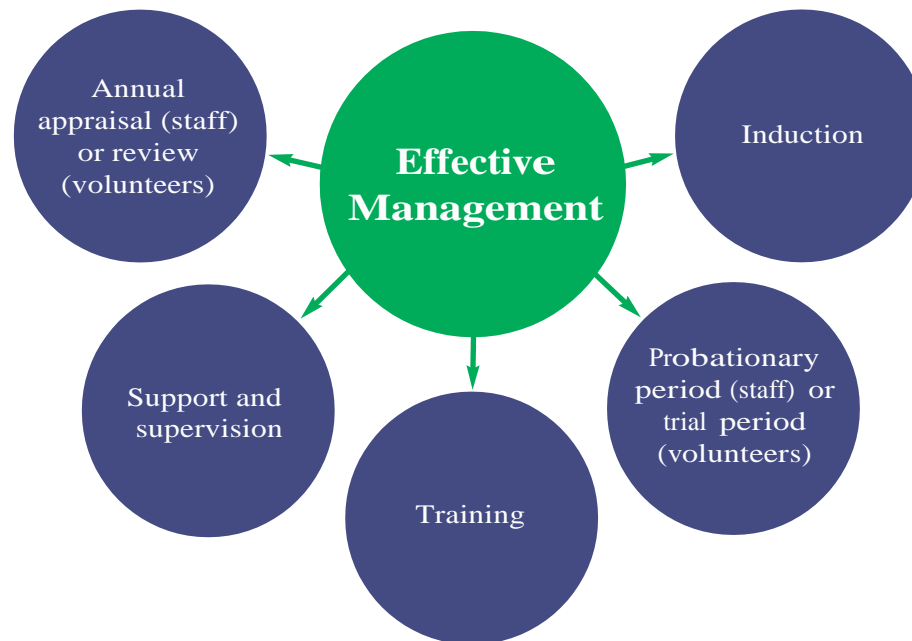 Effective
Management
Induction
Probationary
period (staff) or
trial period
(volunteers)
Training
Support and
supervision
Annual
appraisal (staff)
or review
(volunteers)